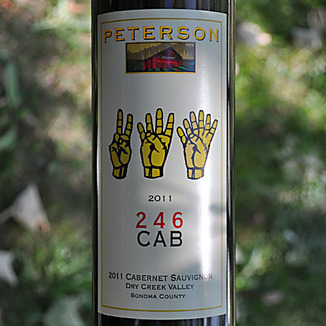 PETERSON
2011
246
CAB
2011 CABERNET SAUVIGNON
DRY CREEK VALLEY
SONOMA COUNTY